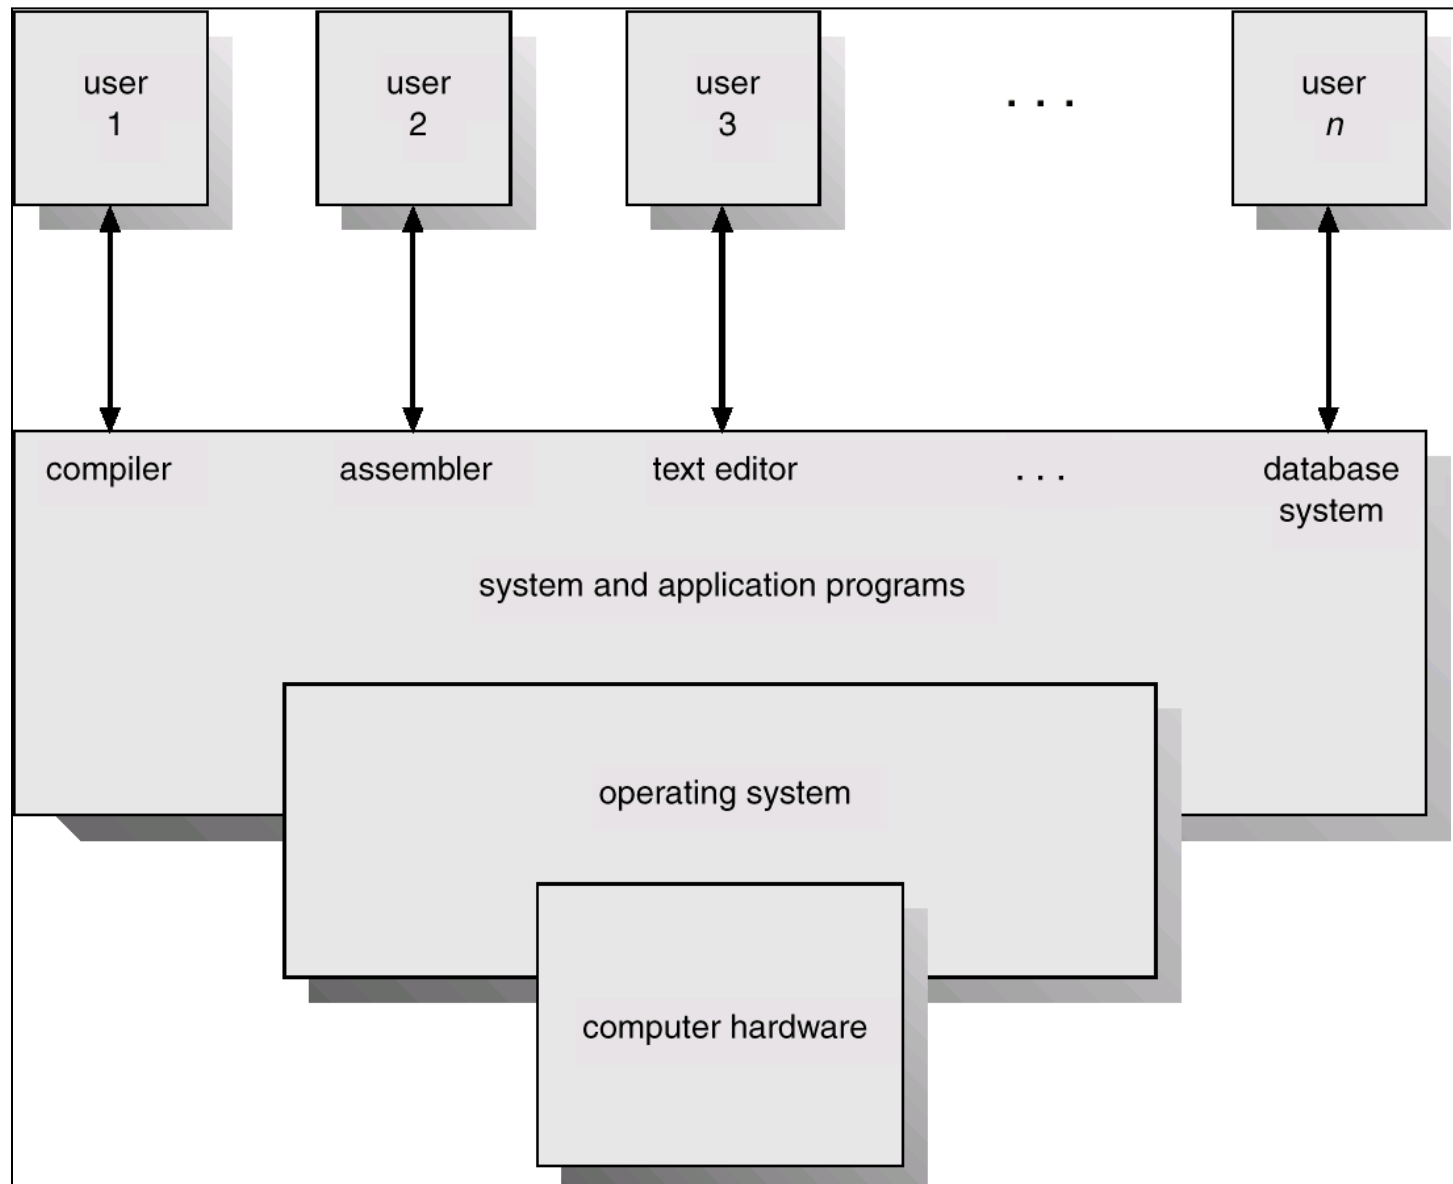 user
1
user
2
user
3
. . .
user
n
compiler
assembler
text editor
. . .
database
system
system and application programs
operating system
computer hardware